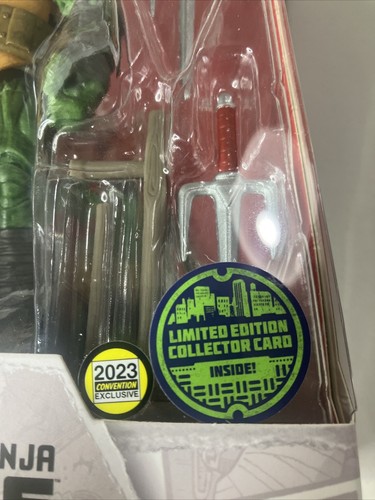 LIMITED EDITION
COLLECTOR CARD
INSIDE!
2023
CONVENTION
EXCLUSIVE
NJA